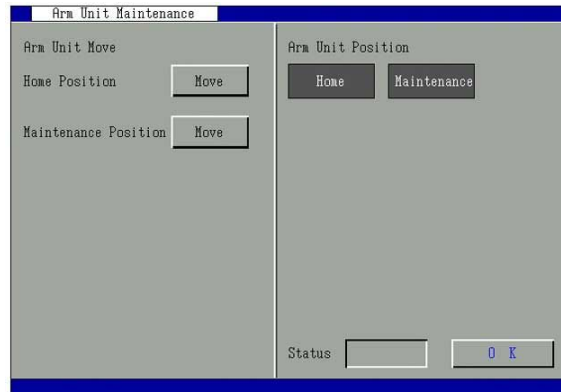 Arm Unit Maintenance
Arm Unit Move
Home Position Move
Maintenance Position Move
Arm Unit Position
Home Maintenance
Status O K